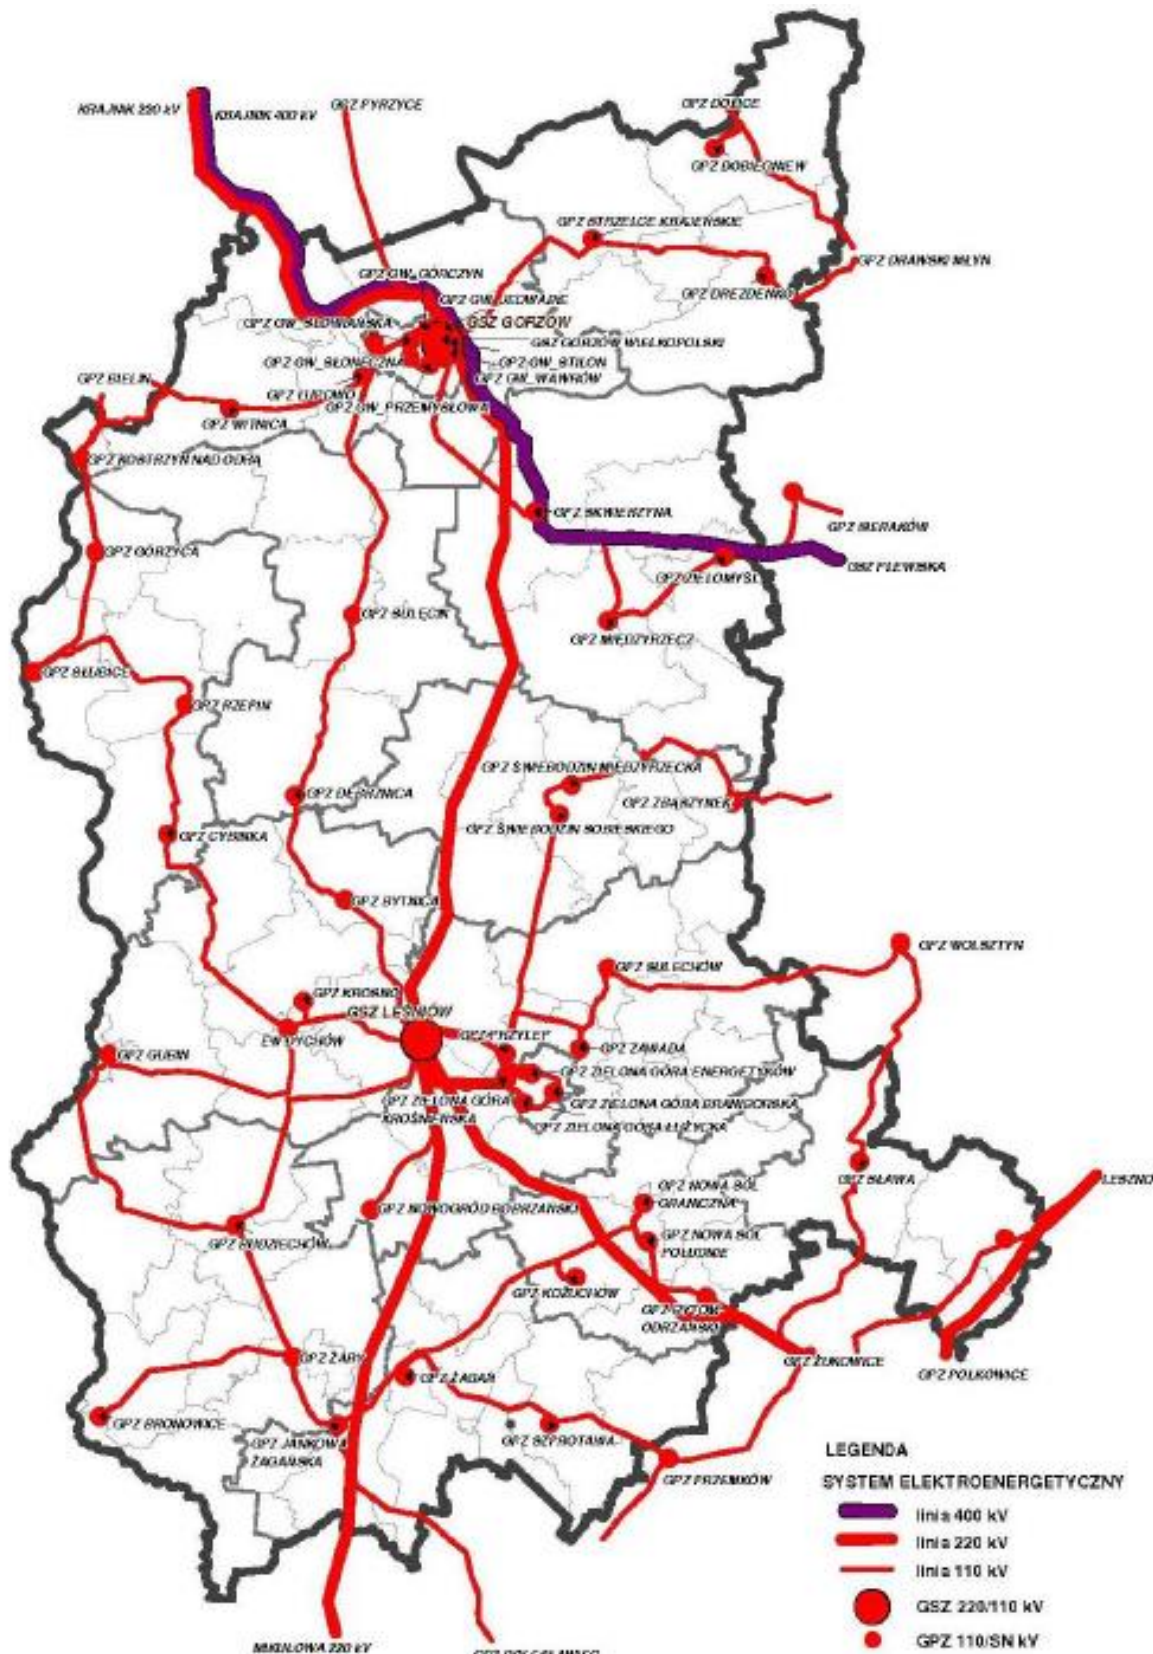 KRAJNIK 220 kV
KRAJNIK 400 kV
GPZ PYRZYCE
GPZ DOLICE
GPZ DOBIEGNIEW
GPZ STRZELCE KRAJEŃSKIE
GPZ DRAWSKI MŁYN
GPZ DREZDENKO
GPZ GW_GÓRCZYN
GPZ GW_JEDWABIE
GPZ GW_SŁOWIAŃSKA
GSZ GORZÓW
GSZ GORZÓW WIELKOPOLSKI
GPZ GW_SŁONECZNA
GPZ GW_STILON
GPZ GW_WAWRÓW
GPZ BIELIN
GPZ ŁUPOWO
GPZ GW_PRZEMYSŁOWA
GPZ WITNICA
GPZ KOSTRZYN NAD ODRĄ
GPZ SKWIERZYNA
GPZ SIERAKÓW
GPZ GÓRZYCA
GSZ PLEWISKA
GPZ ZIELOMYŚL
GPZ SULĘCIN
GPZ MIĘDZYRZECZ
GPZ SŁUBICE
GPZ RZEPIN
GPZ ŚWIEBODZIN MIĘDZYRZECKA
GPZ DĘBRZNICA
GPZ ZBĄSZYNEK
GPZ ŚWIEBODZIN SOBIESKIEGO
GPZ CYBINKA
GPZ BYTNICA
GPZ WOLSZTYN
GPZ SULECHÓW
GPZ KROSNO
GSZ LEŚNIÓW
EW DYCHÓW
GPZ PRZYLEP
GPZ ZAWADA
GPZ GUBIN
GPZ ZIELONA GÓRA ENERGETYKÓW
GPZ ZIELONA GÓRA
KROŚNIEŃSKA
GPZ ZIELONA GÓRA BRANIBORSKA
GPZ ZIELONA GÓRA ŁUŻYCKA
GPZ SŁAWA
LESZNO
GPZ NOWA SÓL
GRANICZNA
GPZ NOWOGRÓD BOBRZAŃSKI
GPZ BUDZIECHÓW
GPZ NOWA SÓL
POŁUDNIE
GPZ KOŻUCHÓW
GPZ BYTOM
ODRZAŃSKI
GPZ ŻARY
GPZ ŻUKOWICE
GPZ POLKOWICE
GPZ ŻAGAŃ
GPZ BRONOWICE
GPZ JANKOWA
ŻAGAŃSKA
GPZ SZPROTAWA
GPZ PRZEMKÓW
MIKUŁOWA 220 kV
LEGENDA
SYSTEM ELEKTROENERGETYCZNY
linia 400 kV
linia 220 kV
linia 110 kV
GSZ 220/110 kV
GPZ 110/SN kV